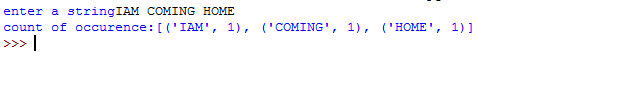 enter a stringIAM COMING HOME
count of occurence:[('IAM', 1), ('COMING', 1), ('HOME', 1)]
>>>